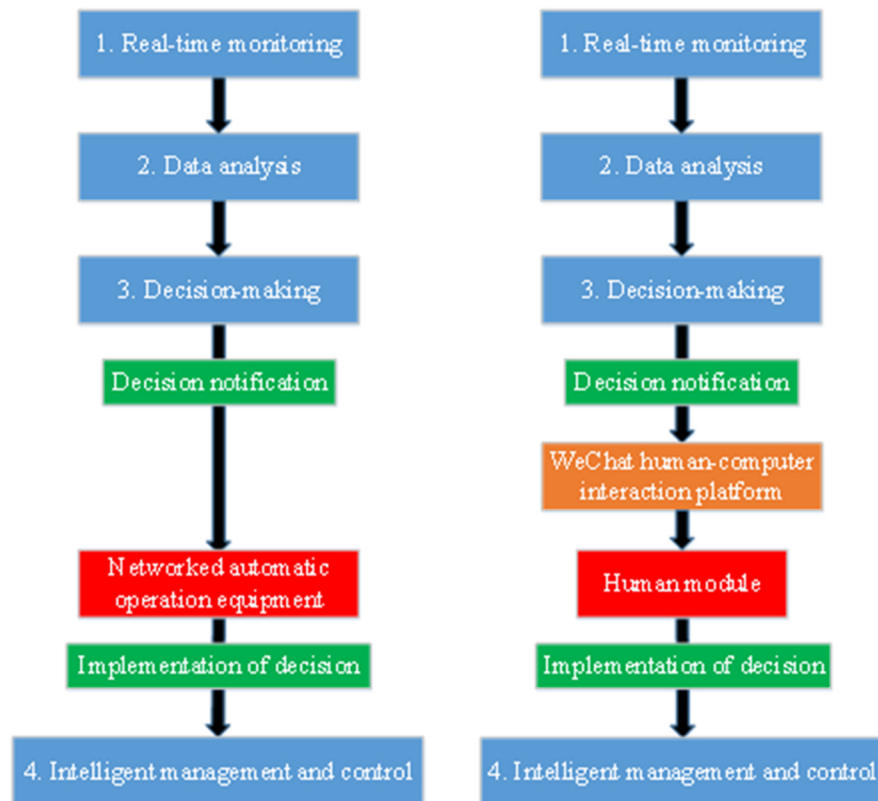 1. Real-time monitoring
2. Data analysis
3. Decision-making
Decision notification
Networked automatic
operation equipment
Implementation of decision
4. Intelligent management and control
1. Real-time monitoring
2. Data analysis
3. Decision-making
Decision notification
WeChat human-computer
interaction platform
Human module
Implementation of decision
4. Intelligent management and control